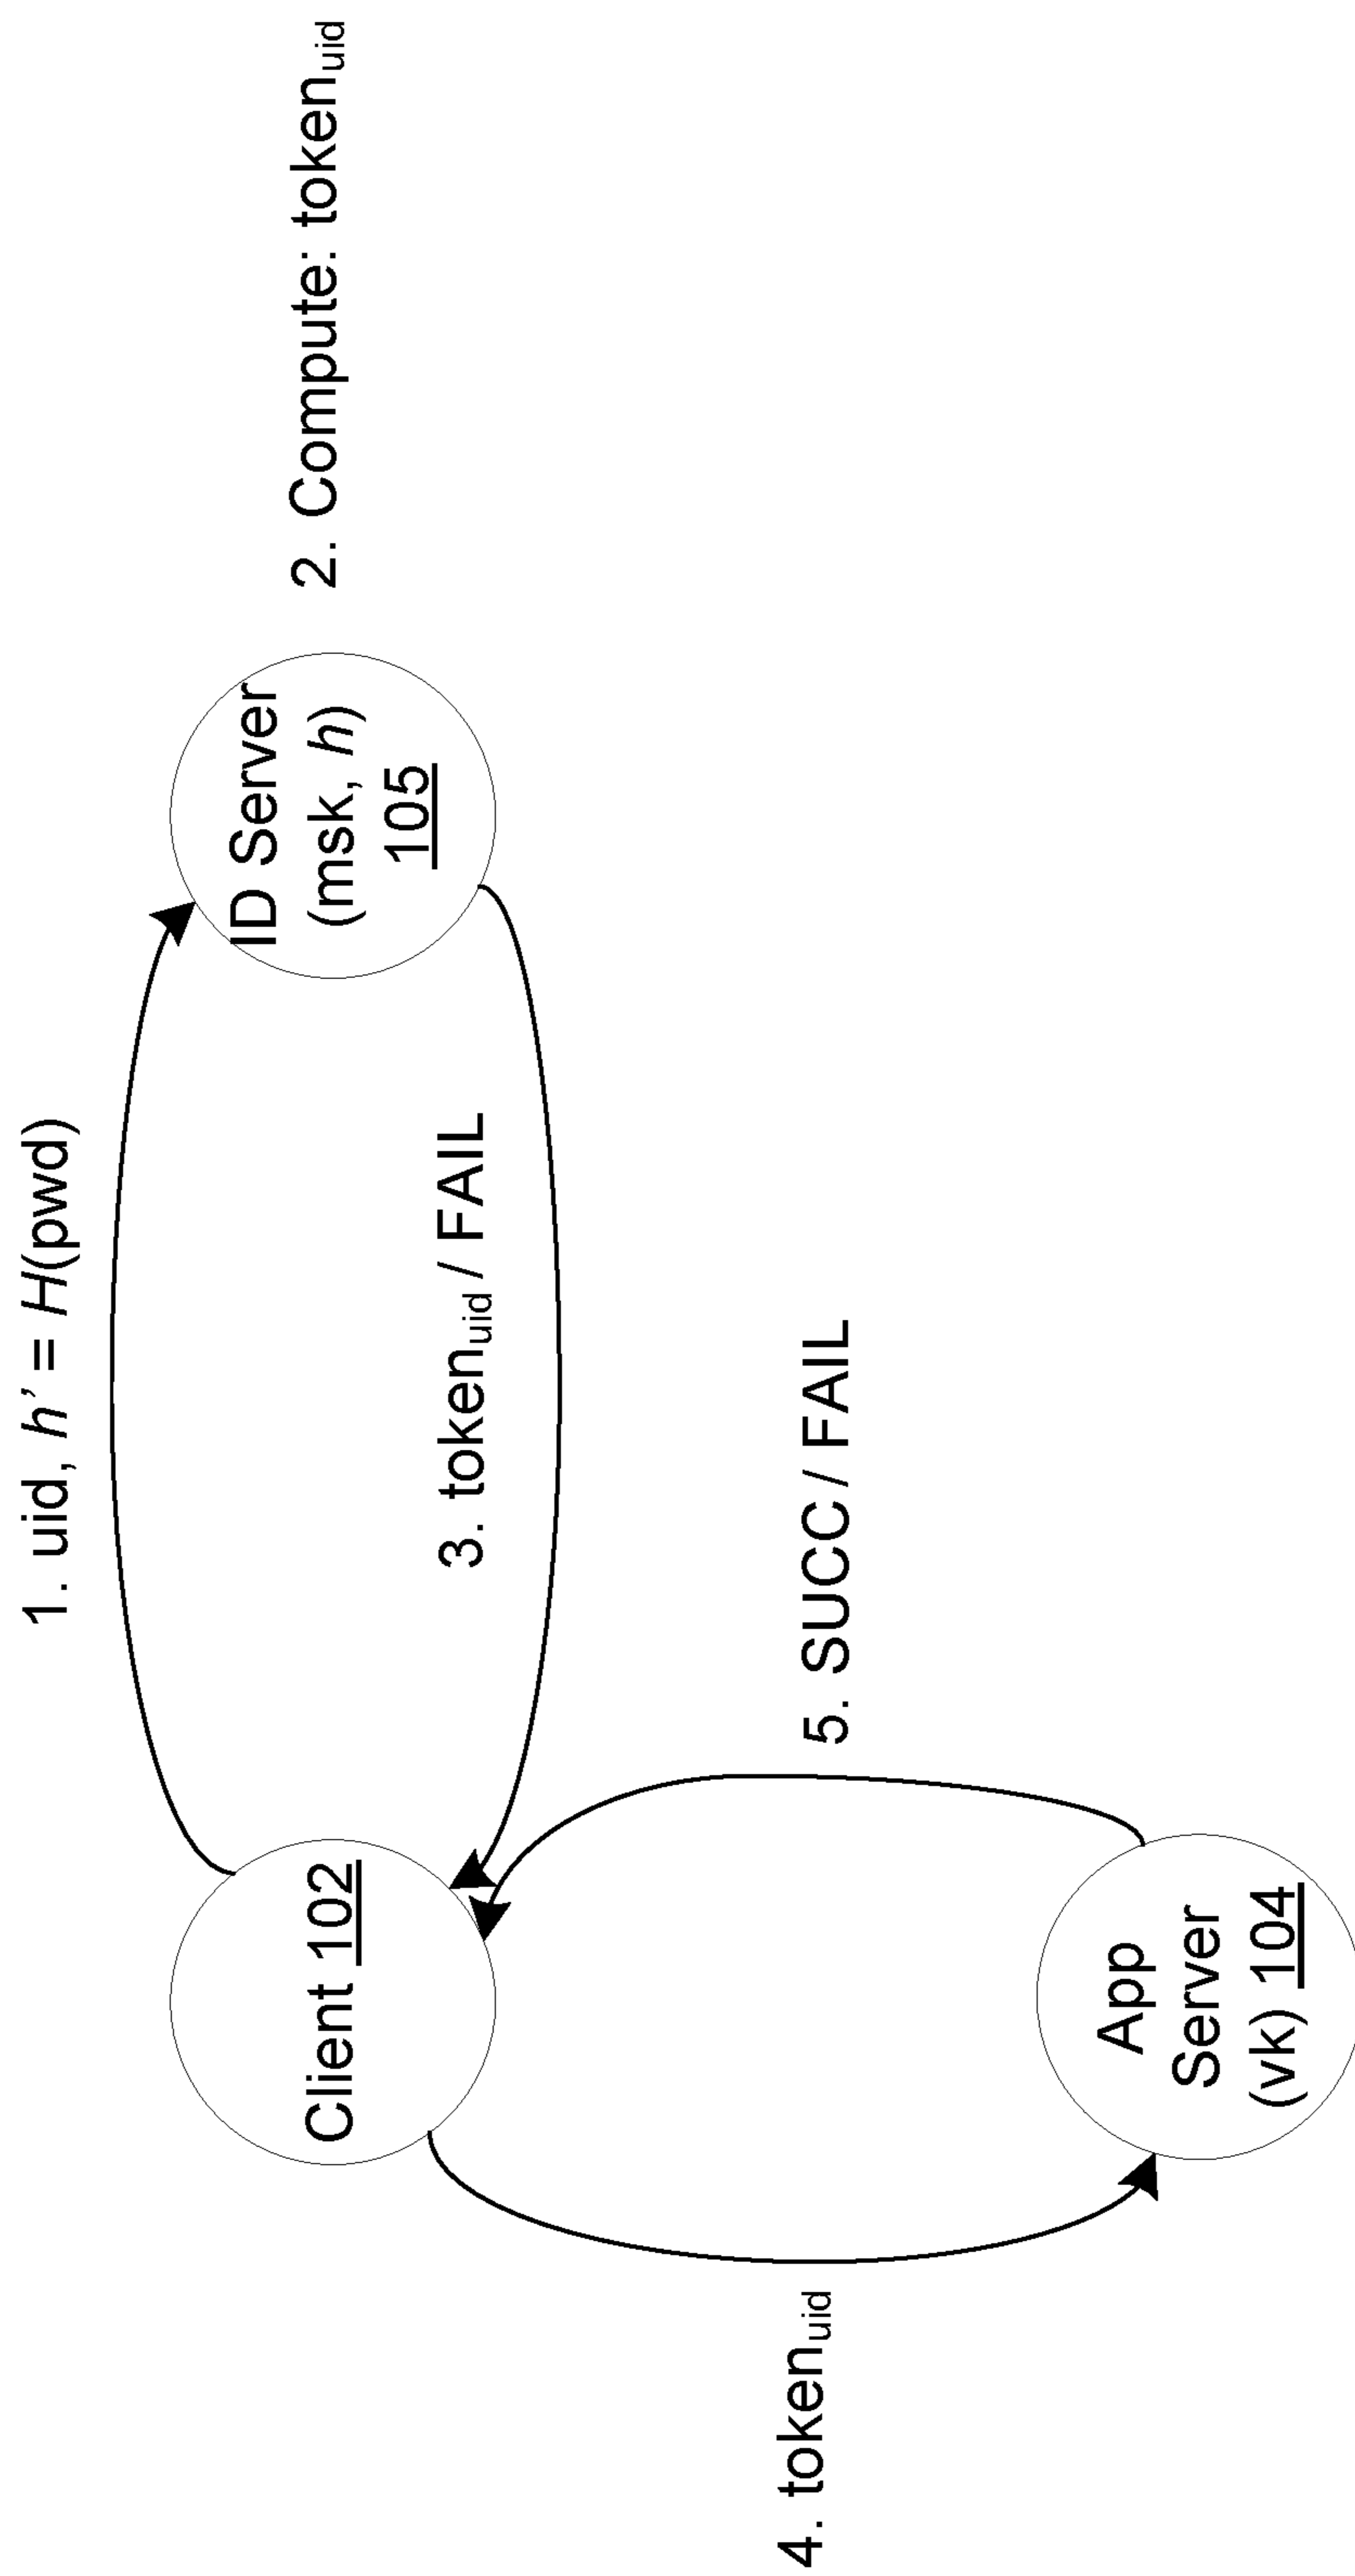 1. uid, h’ = H(pwd)
Client 102
ID Server
(msk, h)
105
2. Compute: tokenuid
3. tokenuid / FAIL
4. tokenuid
5. SUCC / FAIL
App
Server
(vk) 104